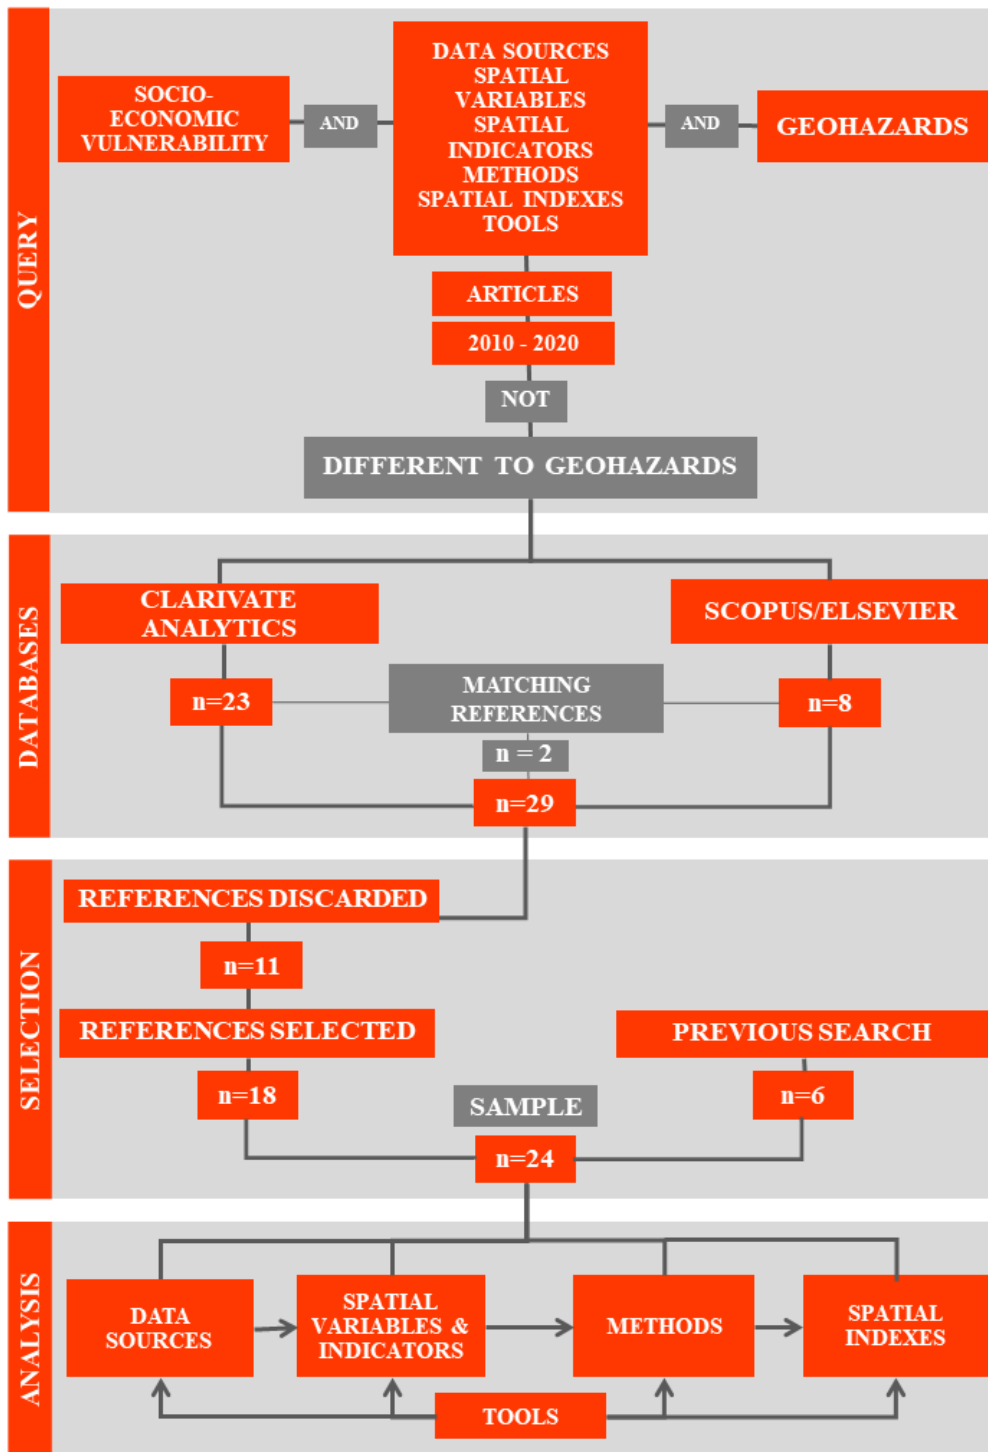 QUERY
SOCIO-
ECONOMIC
VULNERABILITY
AND
DATA SOURCES
SPATIAL
VARIABLES
SPATIAL
INDICATORS
METHODS
SPATIAL INDEXES
TOOLS
AND
GEOHAZARDS
ARTICLES
2010 - 2020
NOT
DIFFERENT TO GEOHAZARDS
DATABASES
CLARIVATE
ANALYTICS
SCOPUS/ELSEVIER
n=23
MATCHING
REFERENCES
n=8
n = 2
n=29
SELECTION
REFERENCES DISCARDED
n=11
REFERENCES SELECTED
PREVIOUS SEARCH
n=18
SAMPLE
n=6
n=24
ANALYSIS
DATA
SOURCES
SPATIAL
VARIABLES &
INDICATORS
METHODS
SPATIAL
INDEXES
TOOLS